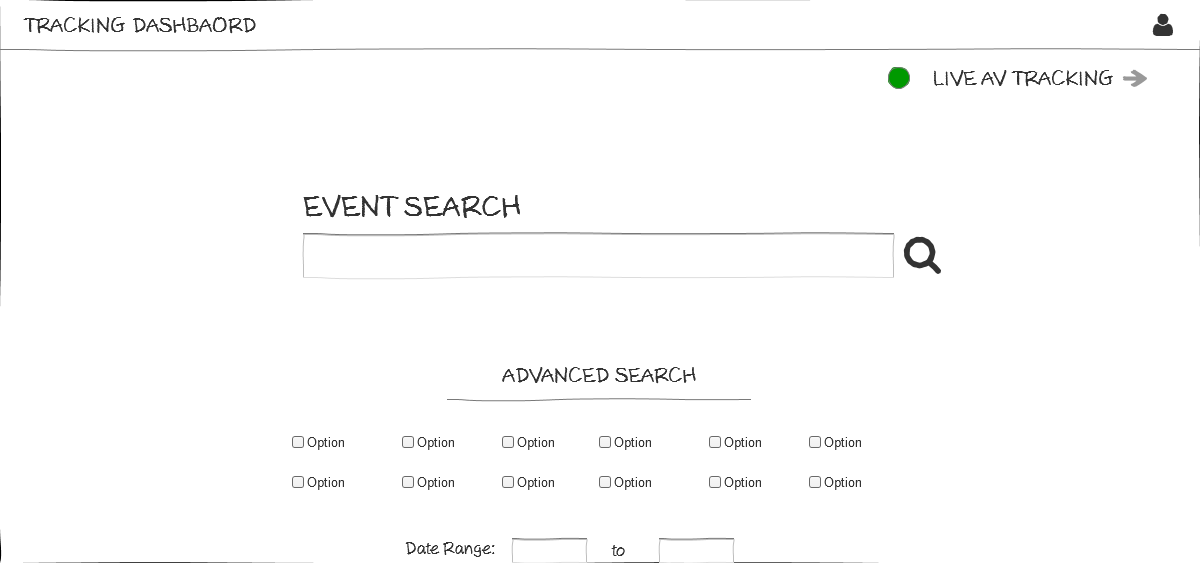 TRACKING DASHBAORD
LIVE AV TRACKING
EVENT SEARCH
ADVANCED SEARCH
Option Option Option Option Option Option
Option Option Option Option Option Option
Date Range: to